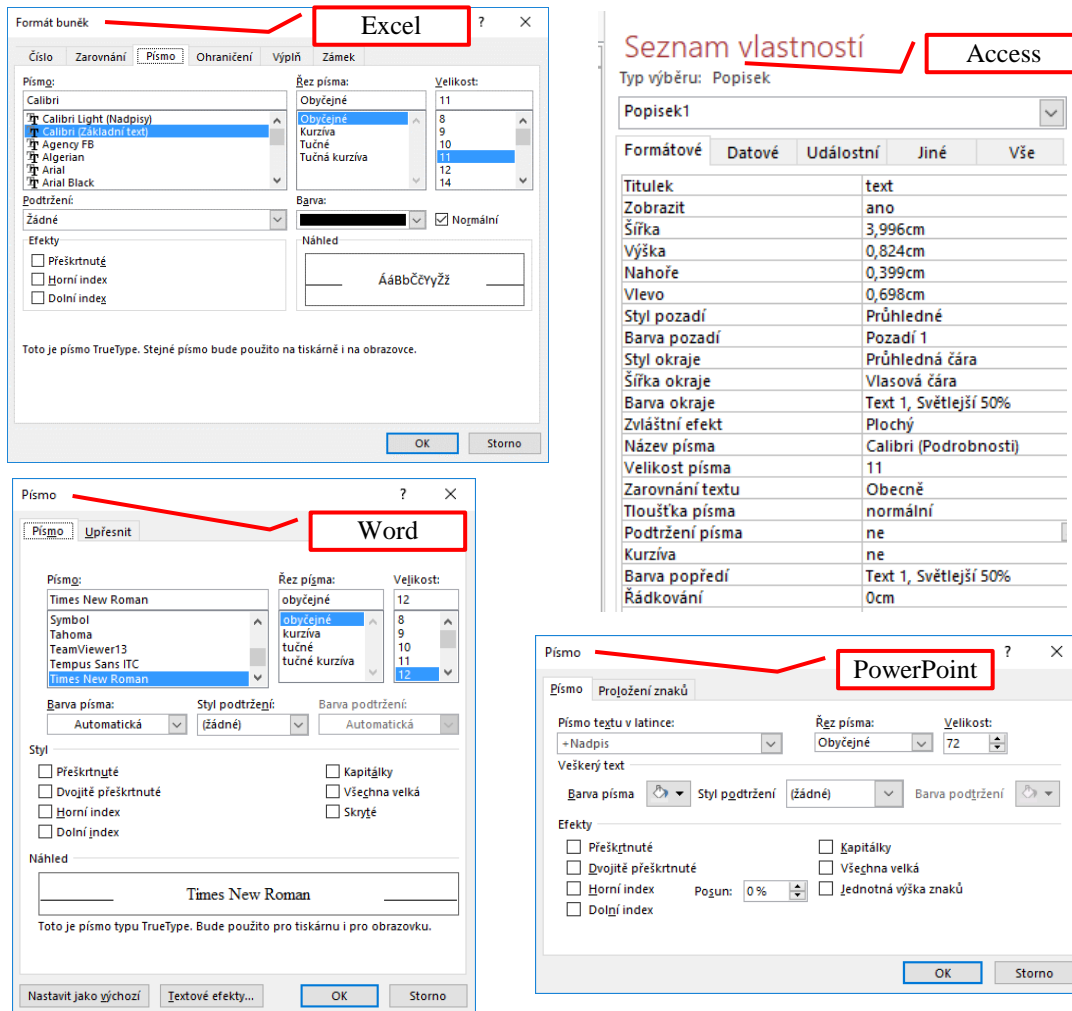 Formát buněk
?
Excel
Číslo Zarovnání Písmo Ohraničení Výplň Zámek
Písmo: Řez písma: Velikost:
Calibri Obyčejné 11
Calibri Light (Nadpisy) Obyčejné 8
Calibri (Základní text) Kurzíva 9
Agency FB Tučné 10
Algerian Tučná kurzíva 11
Arial 12
Arial Black 14
Podtržení: Barva:
Žádné Normální
Efekty Náhled
Přeškrtnuté
Horní index
Dolní index
ÁáBbČčYyŽž
Toto je písmo TrueType. Stejné písmo bude použito na tiskárně i na obrazovce.
OK Storno
Seznam vlastností
Access
Typ výběru: Popisek
Popisek1
Formátové Datové Událostní Jiné Vše
Titulek text
Zobrazit ano
Šířka 3,996cm
Výška 0,824cm
Nahoře 0,399cm
Vlevo 0,698cm
Styl pozadí Průhledné
Barva pozadí Pozadí 1
Styl okraje Průhledná čára
Šířka okraje Vlasová čára
Barva okraje Text 1, Světlejší 50%
Zvláštní efekt Plochý
Název písma Calibri (Podrobnosti)
Velikost písma 11
Zarovnání textu Obecně
Tloušťka písma normální
Podtržení písma ne
Kurzíva ne
Barva popředí Text 1, Světlejší 50%
Řádkování 0cm
Písmo ?
Word
Písmo Upřesnit
Písmo: Řez písma: Velikost:
Times New Roman obyčejné 12
Symbol obyčejné 8
Tahoma kurzíva 9
TeamViewer13 tučné 10
Tempus Sans ITC tučné kurzíva 11
Times New Roman 12
Barva písma: Styl podtržení: Barva podtržení:
Automatická (žádné) Automatická
Styl
Přeškrtnuté Kapitálky
Dvojitě přeškrtnuté Všechna velká
Horní index Skryté
Dolní index
Náhled
Times New Roman
Toto je písmo typu TrueType. Bude použito pro tiskárnu i pro obrazovku.
Nastavit jako výchozí Textové efekty... OK Storno
Písmo ?
PowerPoint
Písmo Proložení znaků
Písmo textu v latince: Řez písma: Velikost:
+Nadpis Obyčejné 72
Veškerý text
Barva písma Styl podtržení (žádné) Barva podtržení
Efekty
Přeškrtnuté Kapitálky
Dvojitě přeškrtnuté Všechna velká
Horní index Posun: 0 % Jednotná výška znaků
Dolní index
OK Storno